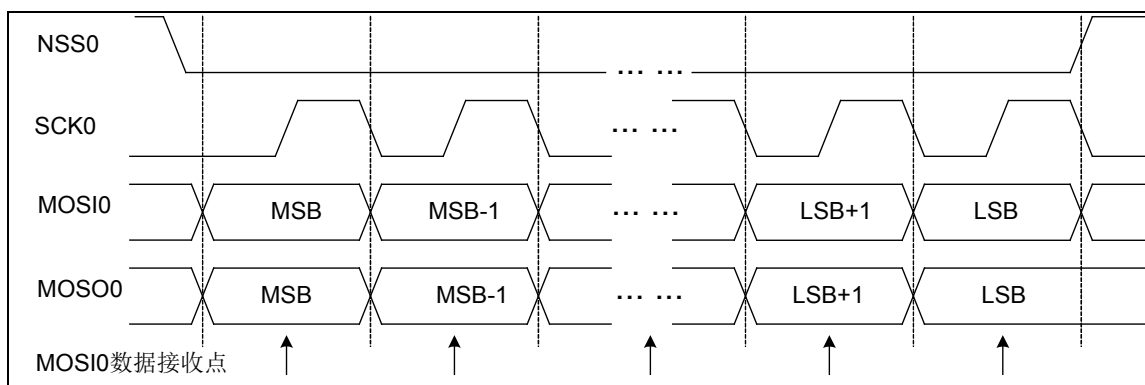 NSS0
... ...
SCK0
... ...
MOSI0 MSB MSB-1 ... ... LSB+1 LSB
MOSO0 MSB MSB-1 ... ... LSB+1 LSB
MOSI0数据接收点